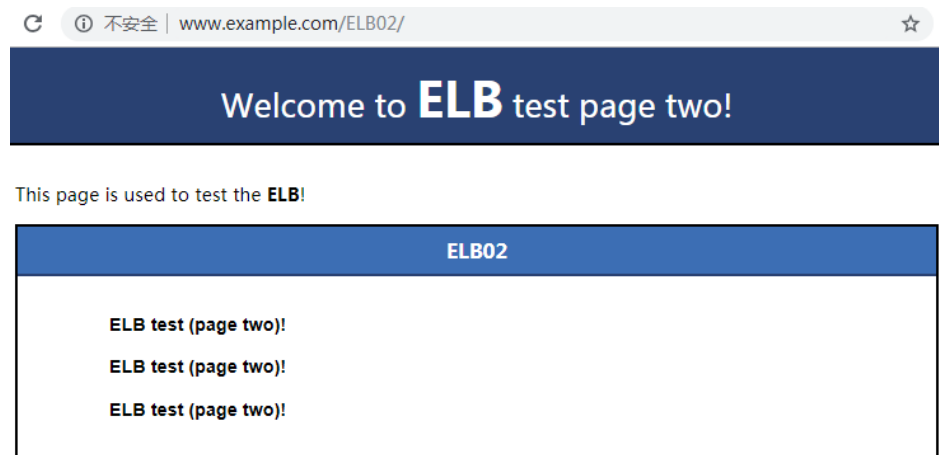 不安全 www.example.com/ELB02/
Welcome to ELB test page two!
This page is used to test the ELB!
ELB02
ELB test (page two)!
ELB test (page two)!
ELB test (page two)!